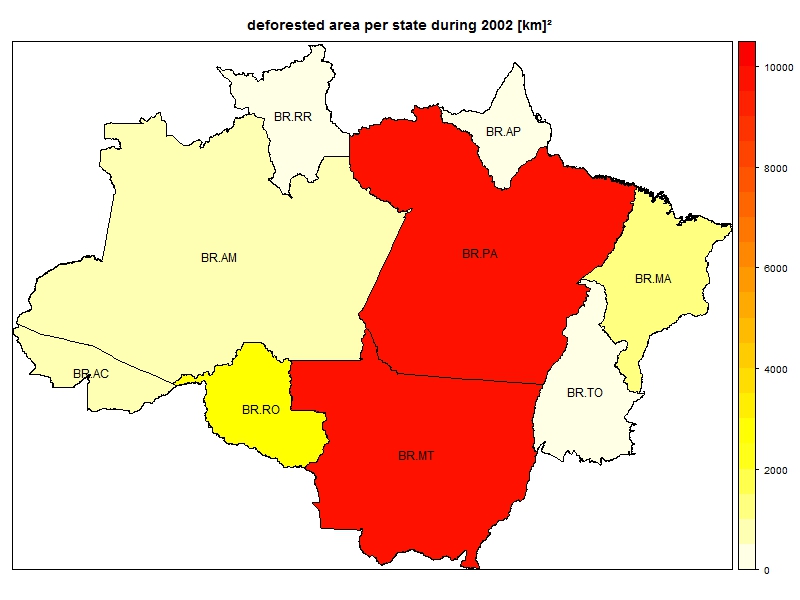 deforested area per state during 2002 [km]²
BR.RR
BR.AP
BR.AM
BR.PA
BR.MA
BR.AC
BR.RO
BR.TO
BR.MT
10000
8000
6000
4000
2000
0